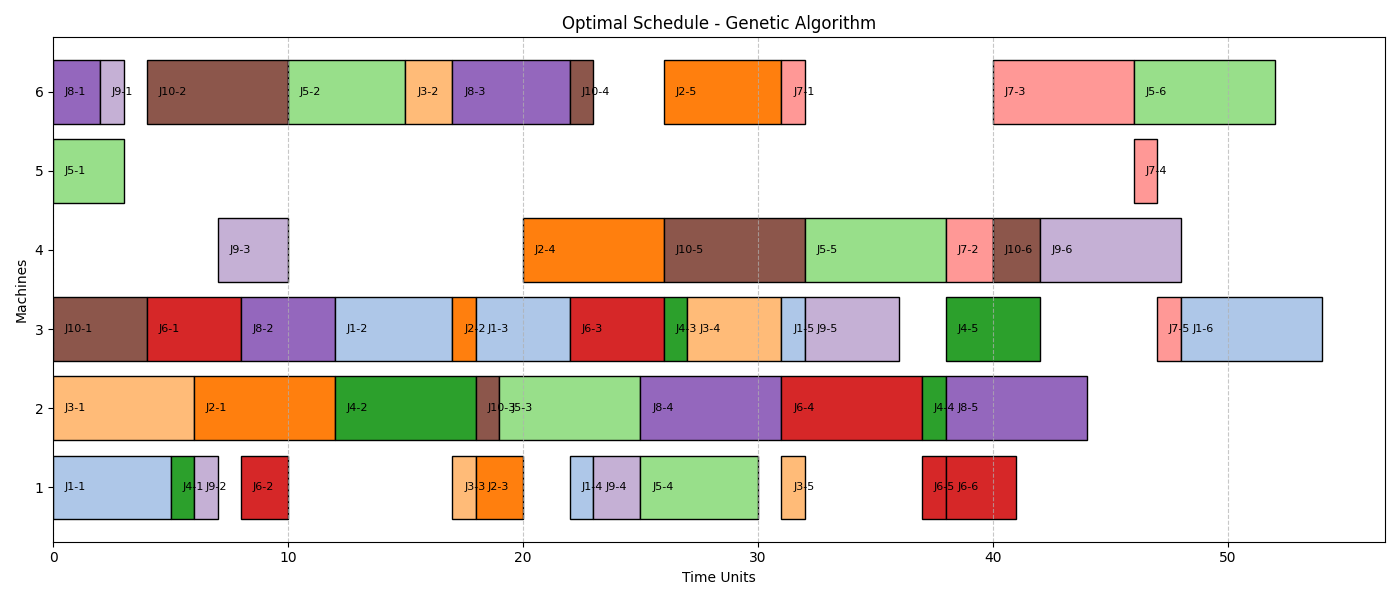 Optimal Schedule - Genetic Algorithm
6 J8-1 J9-1 J10-2 J5-2 J3-2 J8-3 J10-4 J2-5 J7-1 J7-3 J5-6
5 J5-1 J7-4
4 J9-3 J2-4 J10-5 J5-5 J7-2 J10-6 J9-6
3 J10-1 J6-1 J8-2 J1-2 J2-2 J1-3 J6-3 J4-3 J3-4 J1-5 J9-5 J4-5 J7-5 J1-6
2 J3-1 J2-1 J4-2 J10-3 J5-3 J8-4 J6-4 J4-4 J8-5
1 J1-1 J4-1 J9-2 J6-2 J3-3 J2-3 J1-4 J9-4 J5-4 J3-5 J6-5 J6-6
Machines
0 10 20 30 40 50
Time Units